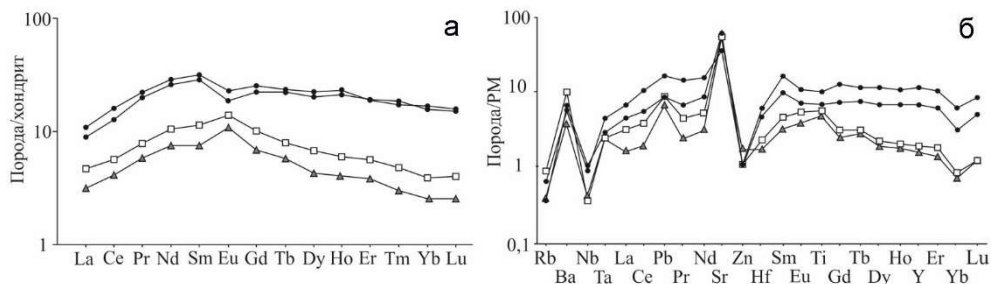 100
а
10
1
Порода/хондрит
La Ce Pr Nd Sm Eu Gd Tb Dy Ho Er Tm Yb Lu
100
б
10
1
0,1
Порода/PM
Rb Nb La Pb Nd Zn Sm Ti Tb Ho Er Lu
Ba Ta Ce Pr Sr Hf Eu Gd Dy Y Yb